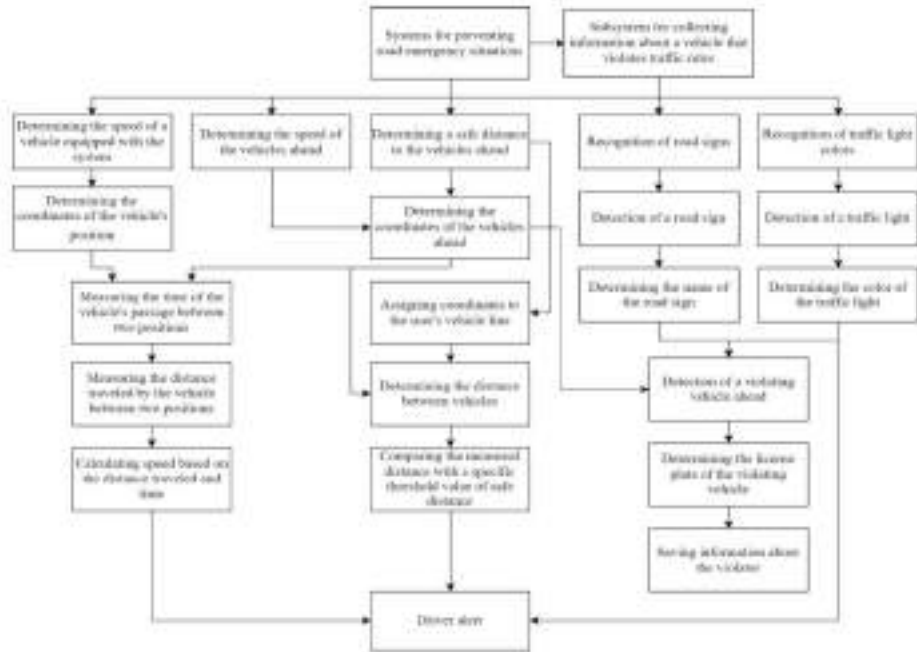 Systems for preventing
road emergency situations
Subsystem for collecting
information about a vehicle that
violates traffic rules
Determining the speed of a
vehicle equipped with the
system
Determining the speed of
the vehicles ahead
Determining a safe distance
to the vehicles ahead
Recognition of road signs
Recognition of traffic light
colors
Determining the
coordinates of the vehicle's
position
Determining the
coordinates of the vehicles
ahead
Detection of a road sign
Detection of a traffic light
Measuring the time of the
vehicle's passage between
two positions
Assigning coordinates to
the user's vehicle line
Determining the name of
the road sign
Determining the color of
the traffic light
Measuring the distance
traveled by the vehicle
between two positions
Determining the distance
between vehicles
Detection of a violating
vehicle ahead
Calculating speed based on
the distance traveled and
time
Comparing the measured
distance with a specific
threshold value of safe
distance
Determining the license
plate of the violating
vehicle
Saving information about
the violator
Driver alert